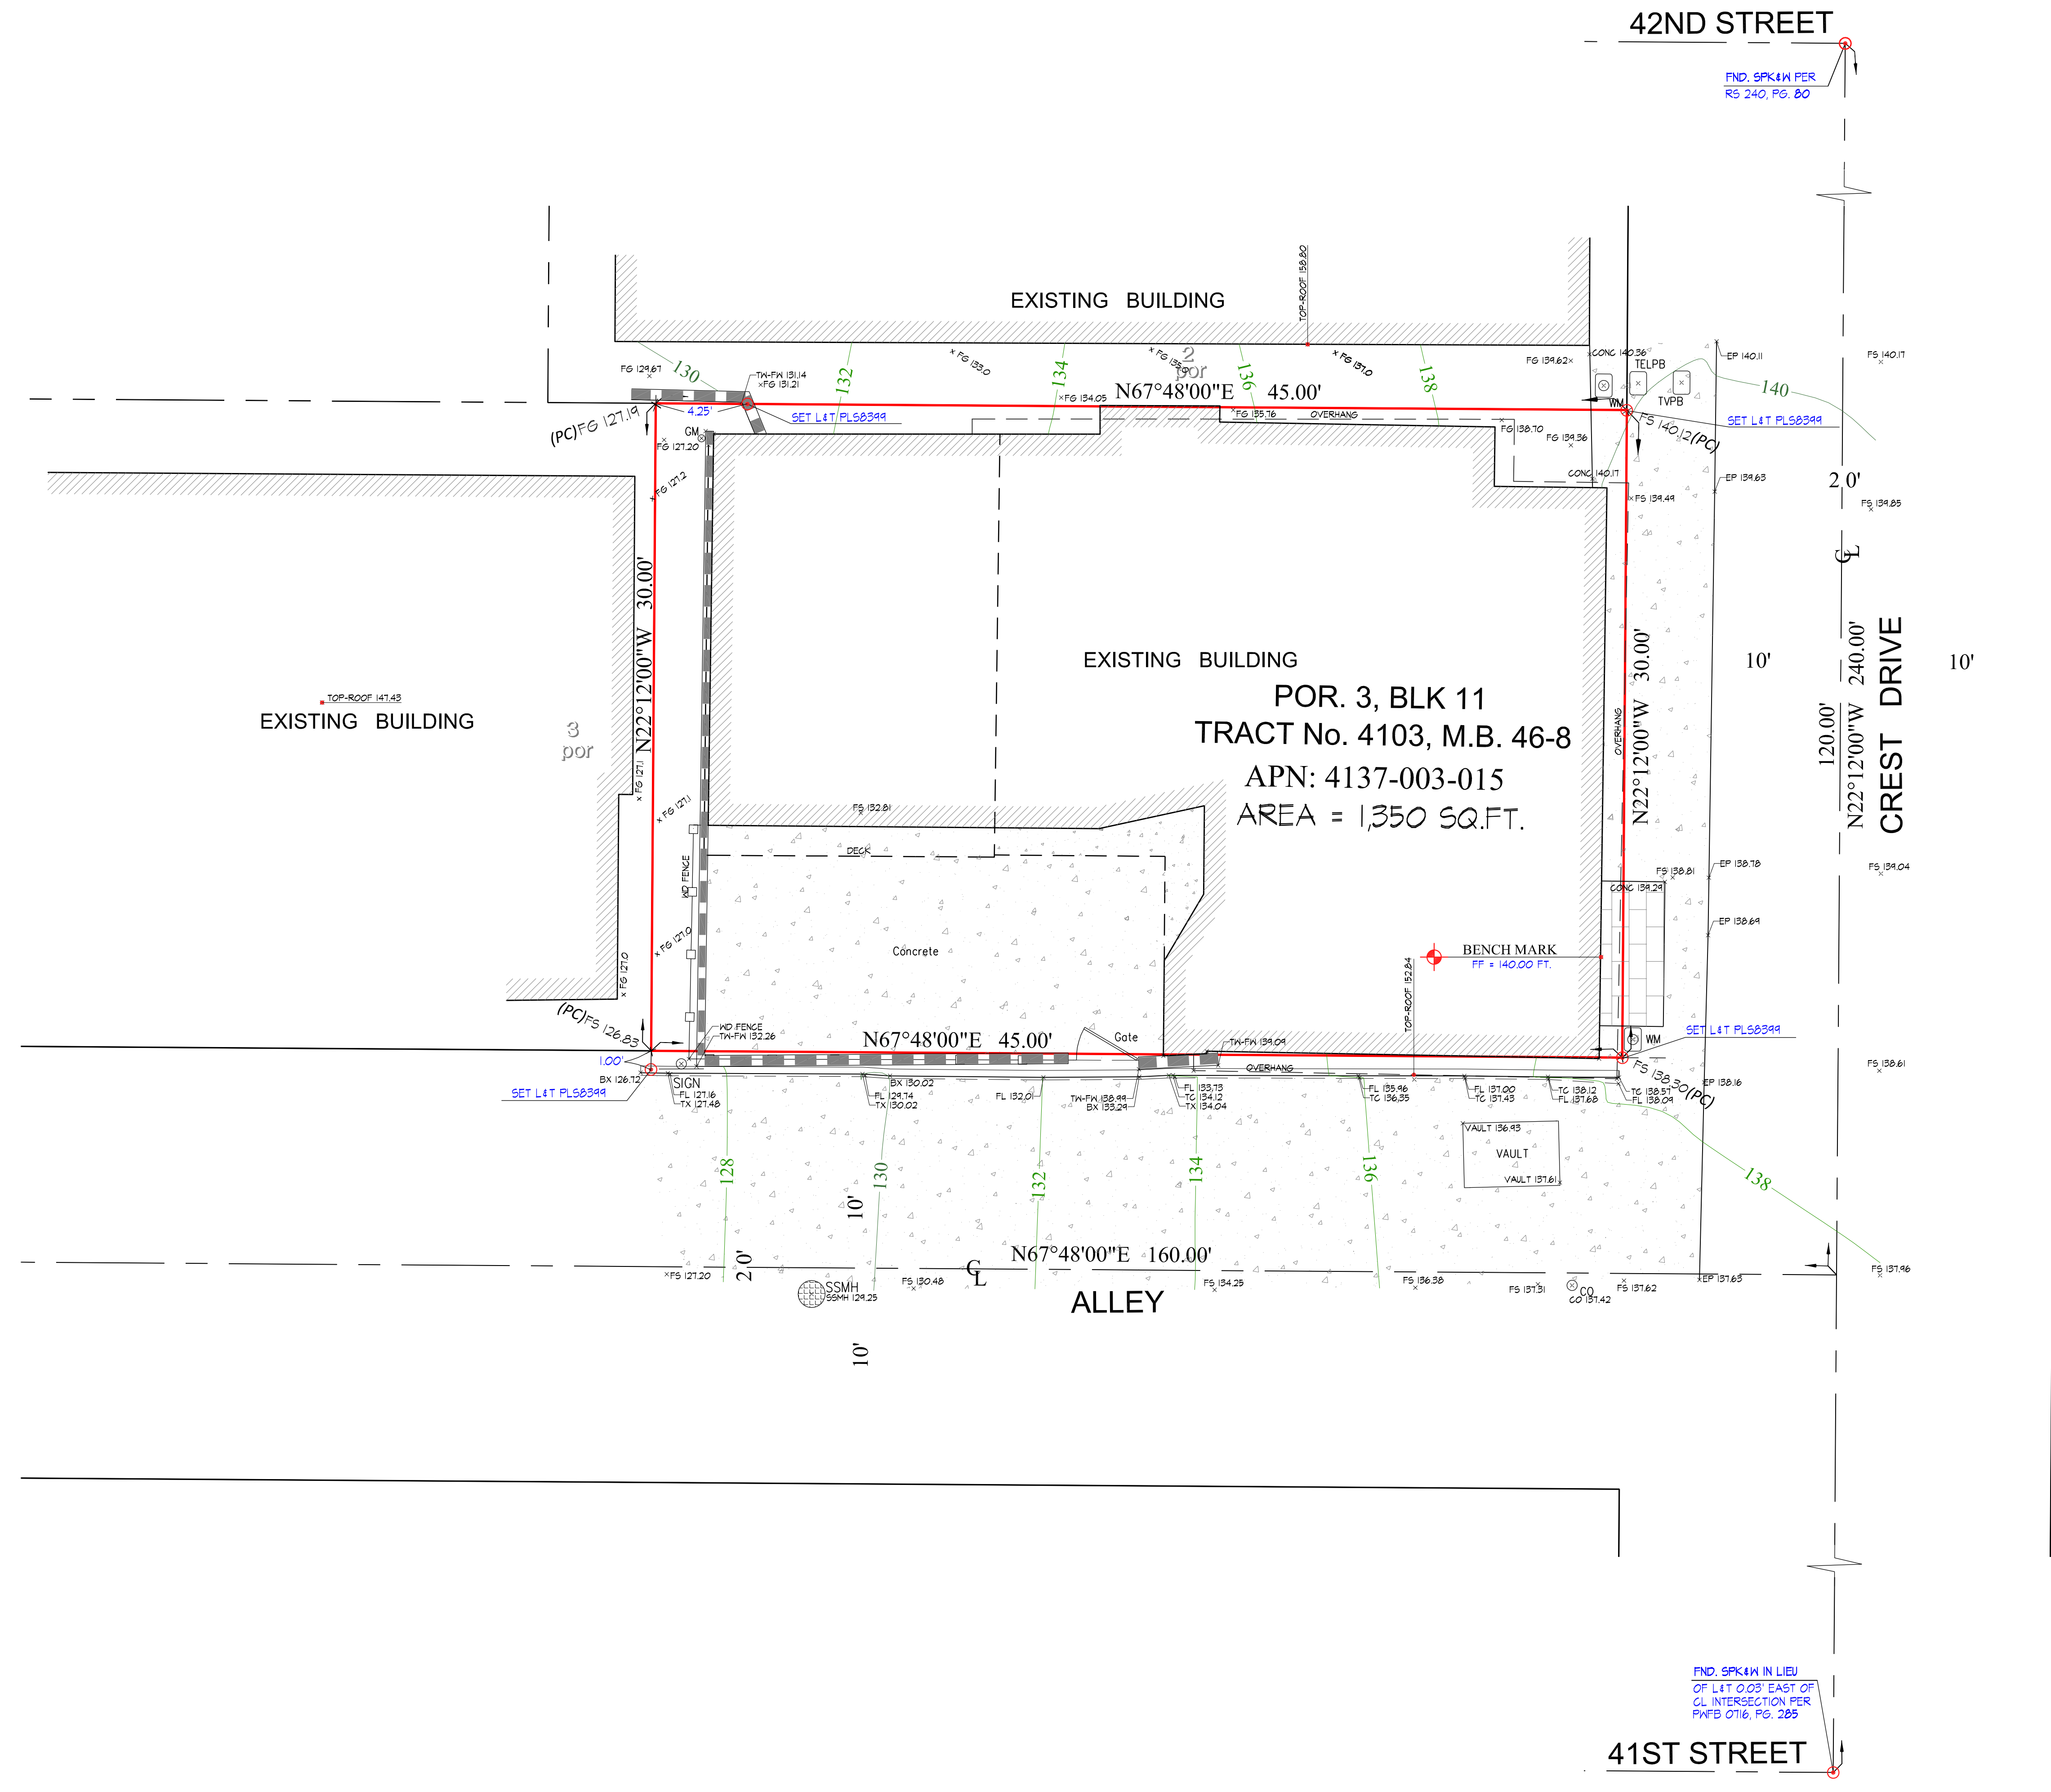 42ND STREET
FND. SPK&W PER
RS 240, PG. 80
EXISTING BUILDING
TOP-ROOF 158.80
2
por
FG 129.67
130
TW-FW 131.14
FG 131.21
132
FG 133.0
134
FG 135.0
136
FG 137.0
138
FG 139.62
CONC 140.36
TELPB
TVPB
WM
EP 140.11
FS 140.17
140
(PC)FG 127.19
4.25'
SET L&T PLS8399
FG 134.05
N67°48'00"E 45.00'
FG 135.76
OVERHANG
FG 138.70
FG 139.36
FS 140.12(PC)
SET L&T PLS8399
GM
FG 127.20
FG 127.2
CONC 140.17
FS 139.49
EP 139.63
20'
FS 139.85
CL
N22°12'00"W 30.00'
EXISTING BUILDING
POR. 3, BLK 11
TRACT No. 4103, M.B. 46-8
APN: 4137-003-015
AREA = 1,350 SQ.FT.
OVERHANG
N22°12'00"W 30.00'
10'
120.00'
N22°12'00"W 240.00'
CREST DRIVE
10'
TOP-ROOF 147.43
EXISTING BUILDING
3
por
FG 127.1
FG 127.1
FS 132.81
DECK
WD FENCE
FS 138.81
CONC 139.29
EP 138.78
FS 139.04
EP 138.69
FG 127.0
FG 127.0
Concrete
BENCH MARK
FF = 140.00 FT.
TOP-ROOF 152.84
(PC)FS 126.83
WD FENCE
TW-FW 132.26
N67°48'00"E 45.00'
Gate
TW-FW 139.09
SET L&T PLS8399
WM
1.00'
BX 126.72
SET L&T PLS8399
SIGN
FL 127.16
TX 127.48
BX 130.02
FL 129.74
TX 130.02
FL 132.01
TW-FW 138.99
BX 133.29
FL 133.73
TC 134.12
TX 134.04
OVERHANG
FL 135.96
TC 136.35
FL 137.00
TC 137.43
TC 138.12
FL 137.68
TC 138.57
FL 138.09
FS 138.30(PC)
EP 138.16
FS 138.61
128
130
132
134
136
138
VAULT 136.93
VAULT
VAULT 137.61
10'
20'
N67°48'00"E 160.00'
CL
FS 127.20
SSMH
SSMH 129.25
FS 130.48
ALLEY
FS 134.25
FS 136.38
FS 137.31
CO
CO 137.42
FS 137.62
EP 137.63
FS 137.96
10'
FND. SPK&W IN LIEU
OF L&T 0.03' EAST OF
CL INTERSECTION PER
PWFB 0716, PG. 285
41ST STREET